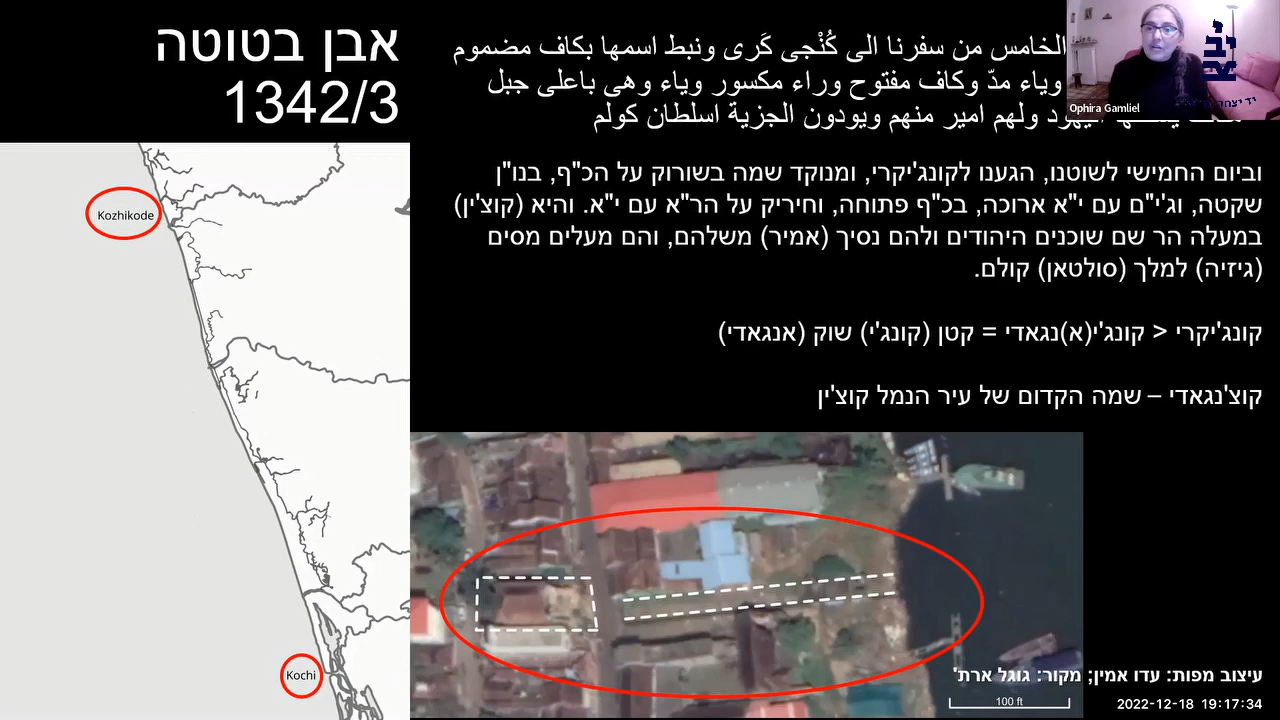 אבן בטוטה
1342/3
الخامس من سفرنا الى كُنْجى كَرى ونبط اسمها بكاف مضموم
وياء مدّ وكاف مفتوح وراء مكسور وياء وهى باعلى جبل
اليهود ولهم امير منهم ويودون الجزية اسلطان كولم
וביום החמישי לשוטנו, הגענו לקונג'יקרי, ומנוקד שמה בשורוק על הכ"ף, בנו"ן
שקטה, וג'י"ם עם י"א ארוכה, בכ"ף פתוחה, וחיריק על הר"א עם י"א. והיא (קוצ'ין)
במעלה הר שם שוכנים היהודים ולהם נסיך (אמיר) משלהם, והם מעלים מסים
(גיזיה) למלך (סולטאן) קולם.
קונג'יקרי < קונג'י(א)נגאדי = קטן (קונג'י) שוק (אנגאדי)
קוצ'נגאדי – שמה הקדום של עיר הנמל קוצ'ין
Kozhikode
Kochi
Ophira Gamliel
עיצוב מפות: עדו אמין; מקור: גוגל ארת'
100 ft
2022-12-18 19:17:34